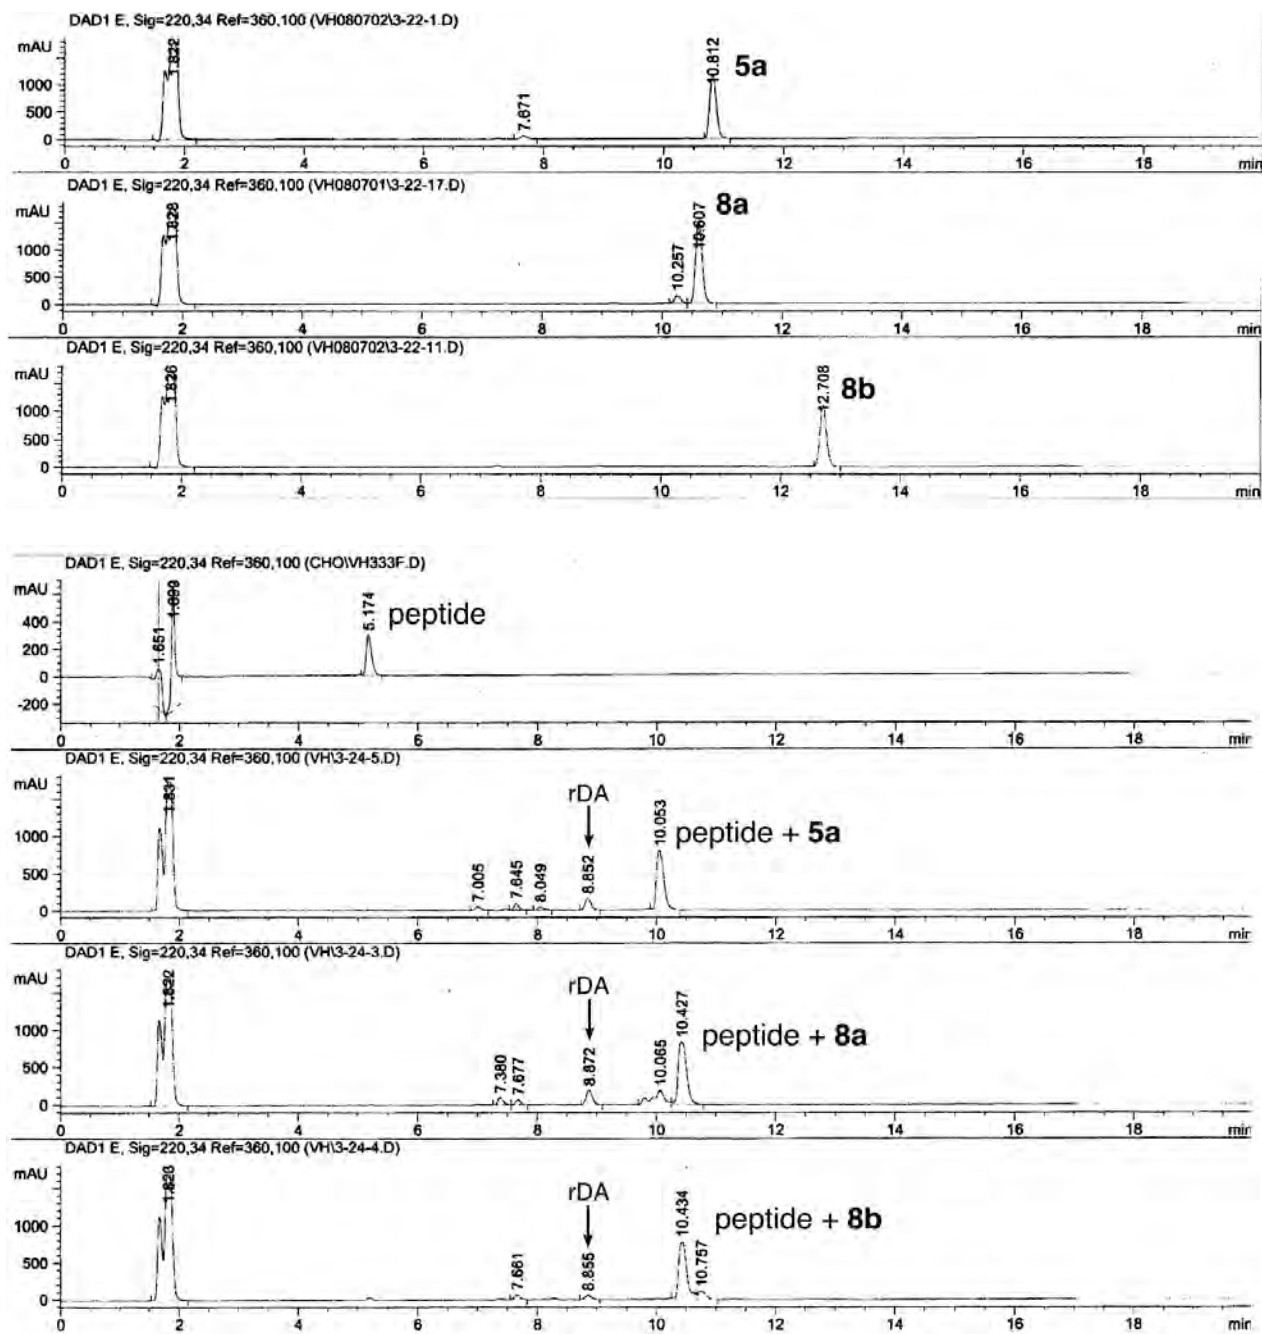 DAD1 E, Sig=220,34 Ref=360,100 (VH080702\3-22-1.D)
mAU
1.822
7.671
10.812
5a
1000
500
0
0 2 4 6 8 10 12 14 16 18 min
DAD1 E, Sig=220,34 Ref=360,100 (VH080701\3-22-17.D)
mAU
1.828
10.257
10.607
8a
1000
500
0
0 2 4 6 8 10 12 14 16 18 min
DAD1 E, Sig=220,34 Ref=360,100 (VH080702\3-22-11.D)
mAU
1.826
12.708
8b
1000
500
0
0 2 4 6 8 10 12 14 16 18 min
DAD1 E, Sig=220,34 Ref=360,100 (CHO\VH333F.D)
mAU
1.651
1.899
5.174
peptide
400
200
0
-200
0 2 4 6 8 10 12 14 16 18 min
DAD1 E, Sig=220,34 Ref=360,100 (VH\3-24-5.D)
mAU
1.831
7.005
7.645
8.049
rDA
8.852
10.053
peptide + 5a
1000
500
0
0 2 4 6 8 10 12 14 16 18 min
DAD1 E, Sig=220,34 Ref=360,100 (VH\3-24-3.D)
mAU
1.822
7.380
7.677
rDA
8.872
10.065
10.427
peptide + 8a
1000
500
0
0 2 4 6 8 10 12 14 16 18 min
DAD1 E, Sig=220,34 Ref=360,100 (VH\3-24-4.D)
mAU
1.823
7.661
rDA
8.855
10.434
10.757
peptide + 8b
1000
500
0
0 2 4 6 8 10 12 14 16 18 min